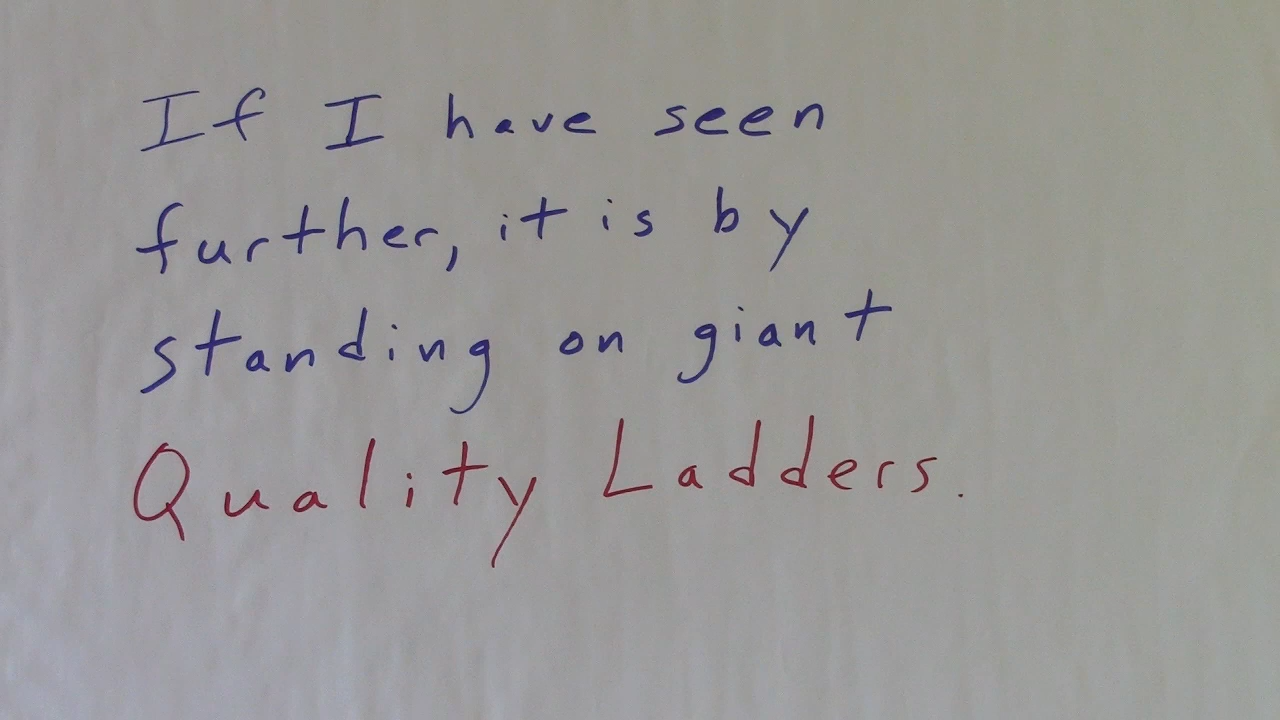 If I have seen
further, it is by
standing on giant
Quality Ladders.